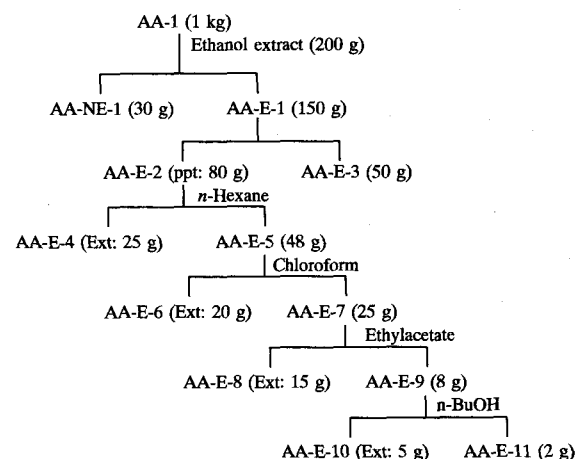 AA-1 (1 kg)
Ethanol extract (200 g)
AA-NE-1 (30 g) AA-E-1 (150 g)
AA-E-2 (ppt: 80 g) AA-E-3 (50 g)
n-Hexane
AA-E-4 (Ext: 25 g) AA-E-5 (48 g)
Chloroform
AA-E-6 (Ext: 20 g) AA-E-7 (25 g)
Ethylacetate
AA-E-8 (Ext: 15 g) AA-E-9 (8 g)
n-BuOH
AA-E-10 (Ext: 5 g) AA-E-11 (2 g)